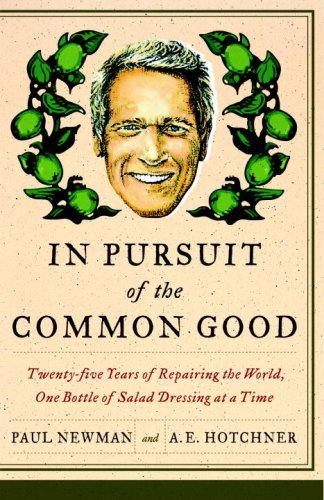 IN PURSUIT
of the
COMMON GOOD
Twenty-five Years of Repairing the World,
One Bottle of Salad Dressing at a Time
PAUL NEWMAN and A.E. HOTCHNER